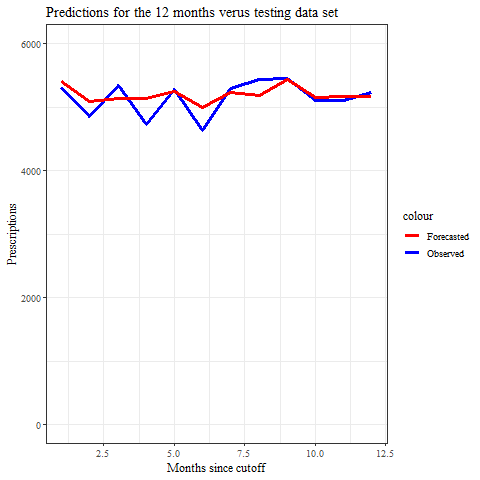 Predictions for the 12 months verus testing data set
6000
4000
2000
0
Prescriptions
2.5 5.0 7.5 10.0 12.5
Months since cutoff
colour
Forecasted
Observed